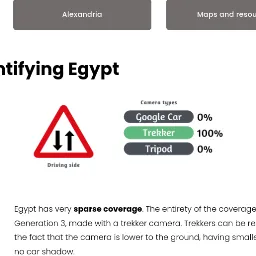 Alexandria
Maps and resou
ntifying Egypt
Camera types
Google Car 0%
Trekker 100%
Tripod 0%
Driving side
Egypt has very sparse coverage. The entirety of the coverage
Generation 3, made with a trekker camera. Trekkers can be re
the fact that the camera is lower to the ground, having smalle
no car shadow.